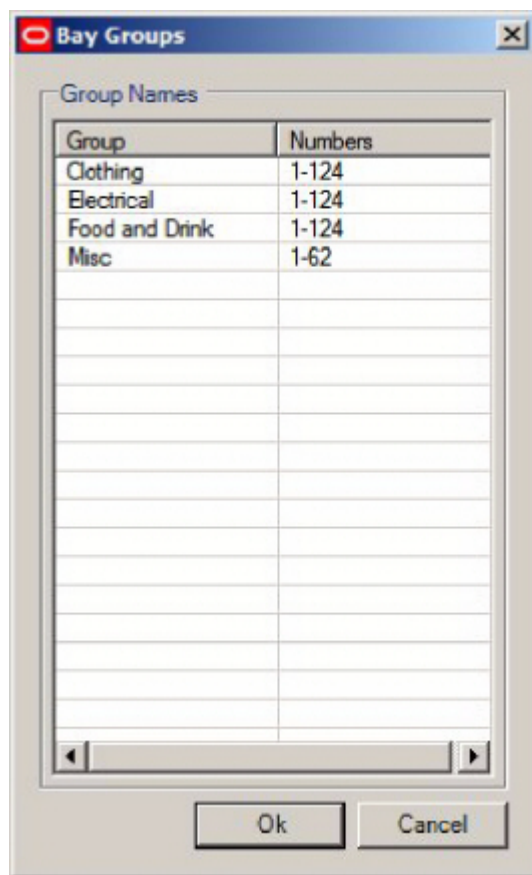 Bay Groups
Group Names
Group Numbers
Clothing 1-124
Electrical 1-124
Food and Drink 1-124
Misc 1-62
Ok Cancel